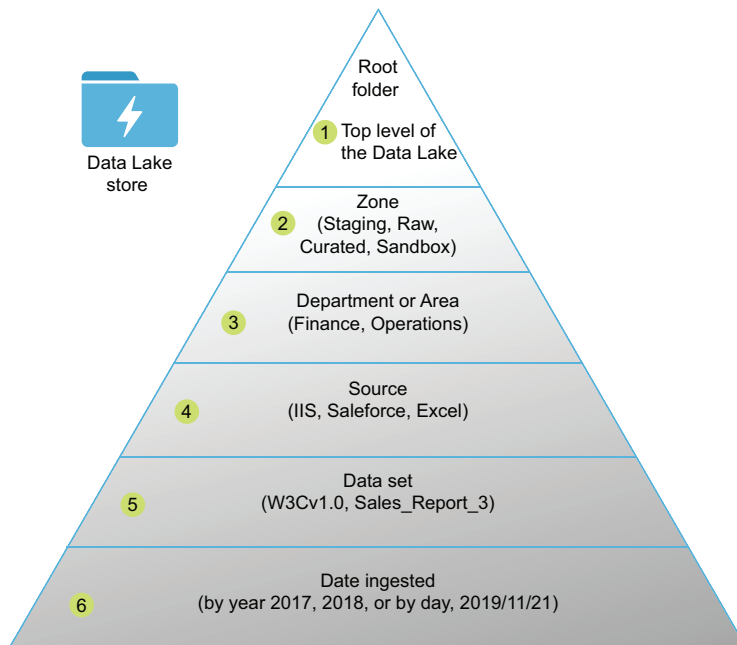 Root
folder
1 Top level of
the Data Lake
Data Lake
store
2 Zone
(Staging, Raw,
Curated, Sandbox)
3 Department or Area
(Finance, Operations)
4 Source
(IIS, Saleforce, Excel)
5 Data set
(W3Cv1.0, Sales_Report_3)
6 Date ingested
(by year 2017, 2018, or by day, 2019/11/21)